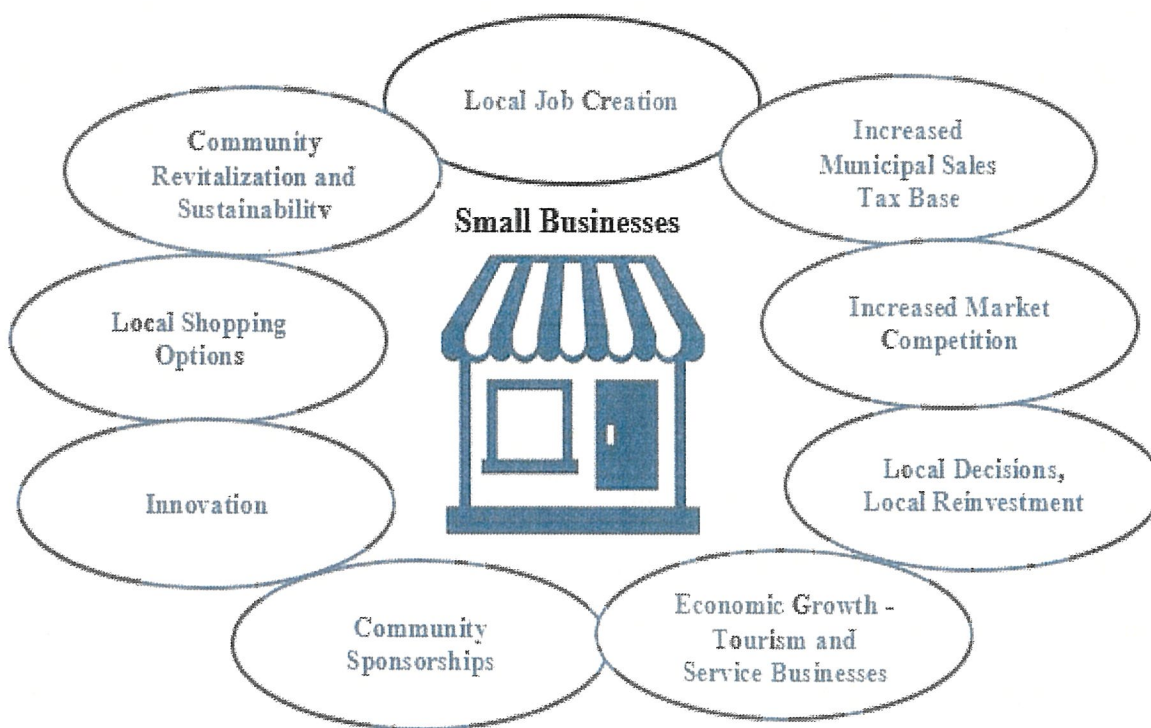 Local Job Creation
Increased
Municipal Sales
Tax Base
Increased Market
Competition
Local Decisions,
Local Reinvestment
Economic Growth -
Tourism and
Service Businesses
Community
Sponsorships
Innovation
Local Shopping
Options
Community
Revitalization and
Sustainability
Small Businesses